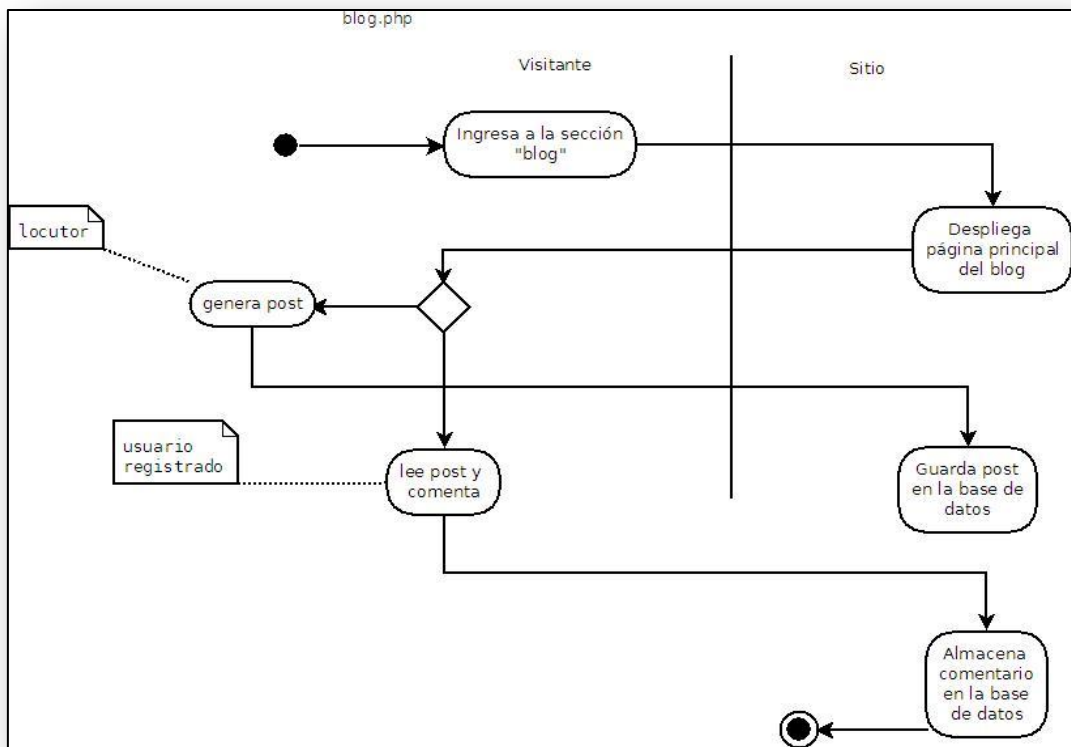 blog.php
Visitante
Sitio
Ingresa a la sección
"blog"
Despliega
página principal
del blog
locutor
genera post
usuario
registrado
lee post y
comenta
Guarda post
en la base de
datos
Almacena
comentario
en la base
de datos